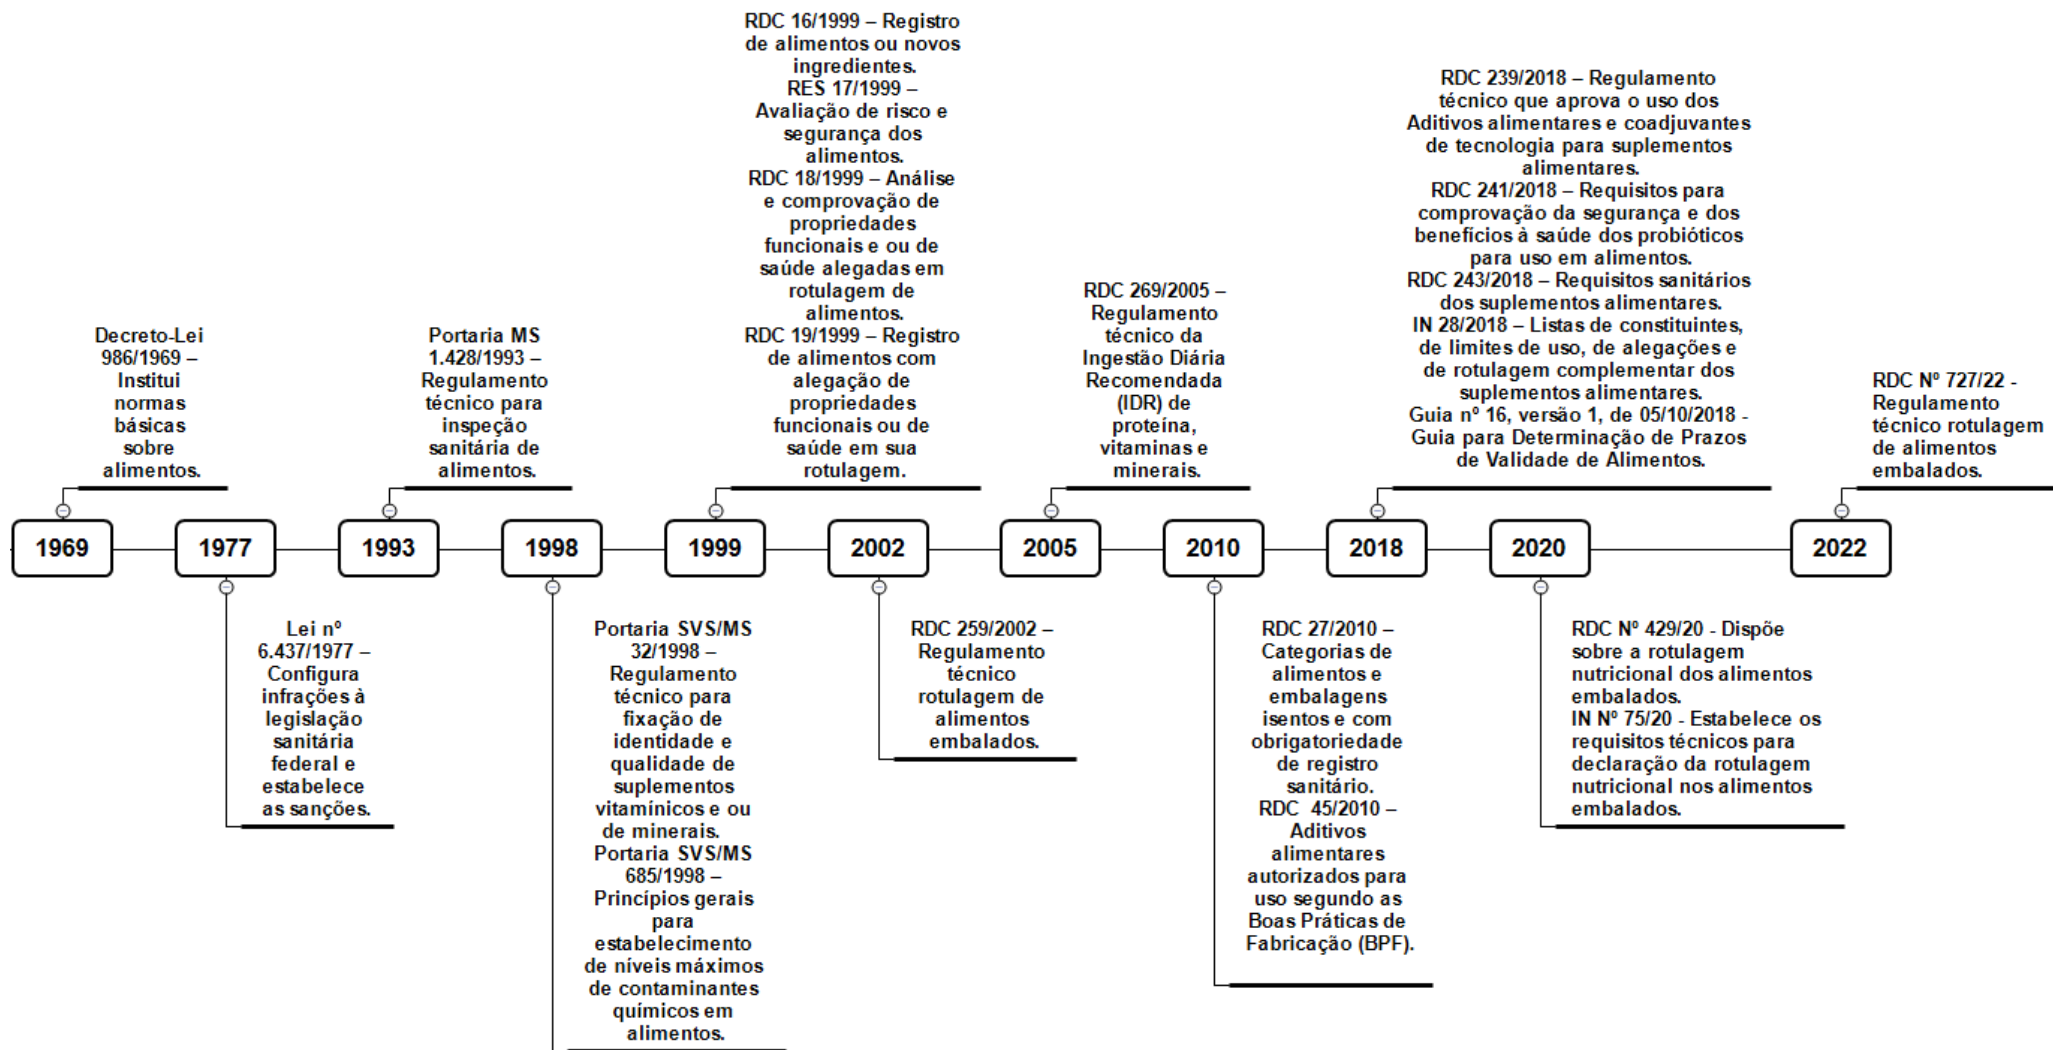 RDC 16/1999 – Registro
de alimentos ou novos
ingredientes.
RES 17/1999 –
Avaliação de risco e
segurança dos
alimentos.
RDC 18/1999 – Análise
e comprovação de
propriedades
funcionais e ou de
saúde alegadas em
rotulagem de
alimentos.
RDC 19/1999 – Registro
de alimentos com
alegação de
propriedades
funcionais ou de
saúde em sua
rotulagem.
RDC 239/2018 – Regulamento
técnico que aprova o uso dos
Aditivos alimentares e coadjuvantes
de tecnologia para suplementos
alimentares.
RDC 241/2018 – Requisitos para
comprovação da segurança e dos
benefícios à saúde dos probióticos
para uso em alimentos.
RDC 243/2018 – Requisitos sanitários
dos suplementos alimentares.
IN 28/2018 – Listas de constituintes,
de limites de uso, de alegações e
de rotulagem complementar dos
suplementos alimentares.
Guia nº 16, versão 1, de 05/10/2018 -
Guia para Determinação de Prazos
de Validade de Alimentos.
RDC 269/2005 –
Regulamento
técnico da
Ingestão Diária
Recomendada
(IDR) de
proteína,
vitaminas e
minerais.
Decreto-Lei
986/1969 –
Institui
normas
básicas
sobre
alimentos.
Portaria MS
1.428/1993 –
Regulamento
técnico para
inspeção
sanitária de
alimentos.
RDC Nº 727/22 -
Regulamento
técnico rotulagem
de alimentos
embalados.
1969
1977
1993
1998
1999
2002
2005
2010
2018
2020
2022
Lei nº
6.437/1977 –
Configura
infrações à
legislação
sanitária
federal e
estabelece
as sanções.
Portaria SVS/MS
32/1998 –
Regulamento
técnico para
fixação de
identidade e
qualidade de
suplementos
vitamínicos e ou
de minerais.
Portaria SVS/MS
685/1998 –
Princípios gerais
para
estabelecimento
de níveis máximos
de contaminantes
químicos em
alimentos.
RDC 259/2002 –
Regulamento
técnico
rotulagem de
alimentos
embalados.
RDC 27/2010 –
Categorias de
alimentos e
embalagens
isentos e com
obrigatoriedade
de registro
sanitário.
RDC  45/2010 –
Aditivos
alimentares
autorizados para
uso segundo as
Boas Práticas de
Fabricação (BPF).
RDC Nº 429/20 - Dispõe
sobre a rotulagem
nutricional dos alimentos
embalados.
IN Nº 75/20 - Estabelece os
requisitos técnicos para
declaração da rotulagem
nutricional nos alimentos
embalados.